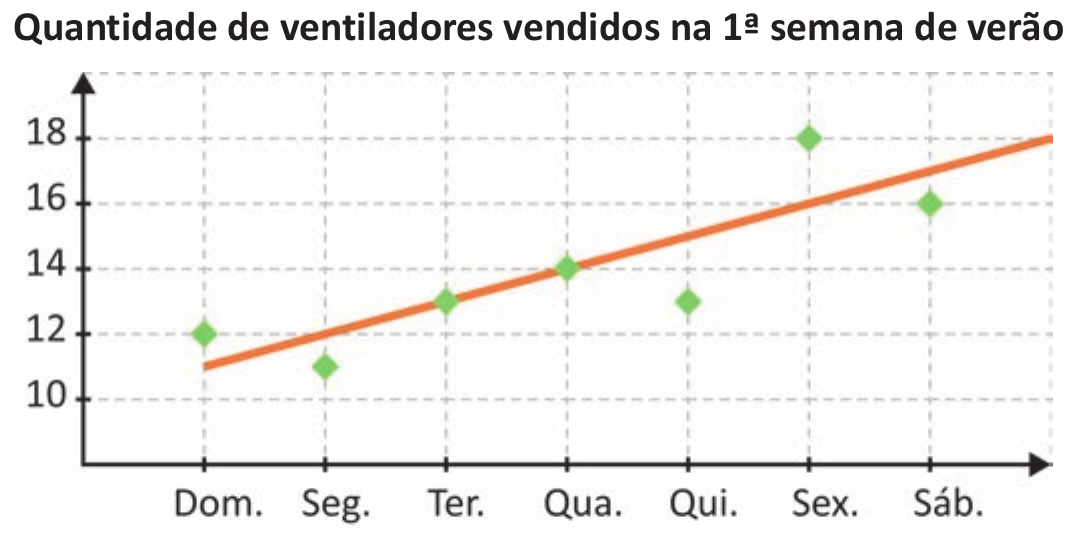 Quantidade de ventiladores vendidos na 1ª semana de verão
18
16
14
12
10
Dom. Seg. Ter. Qua. Qui. Sex. Sáb.